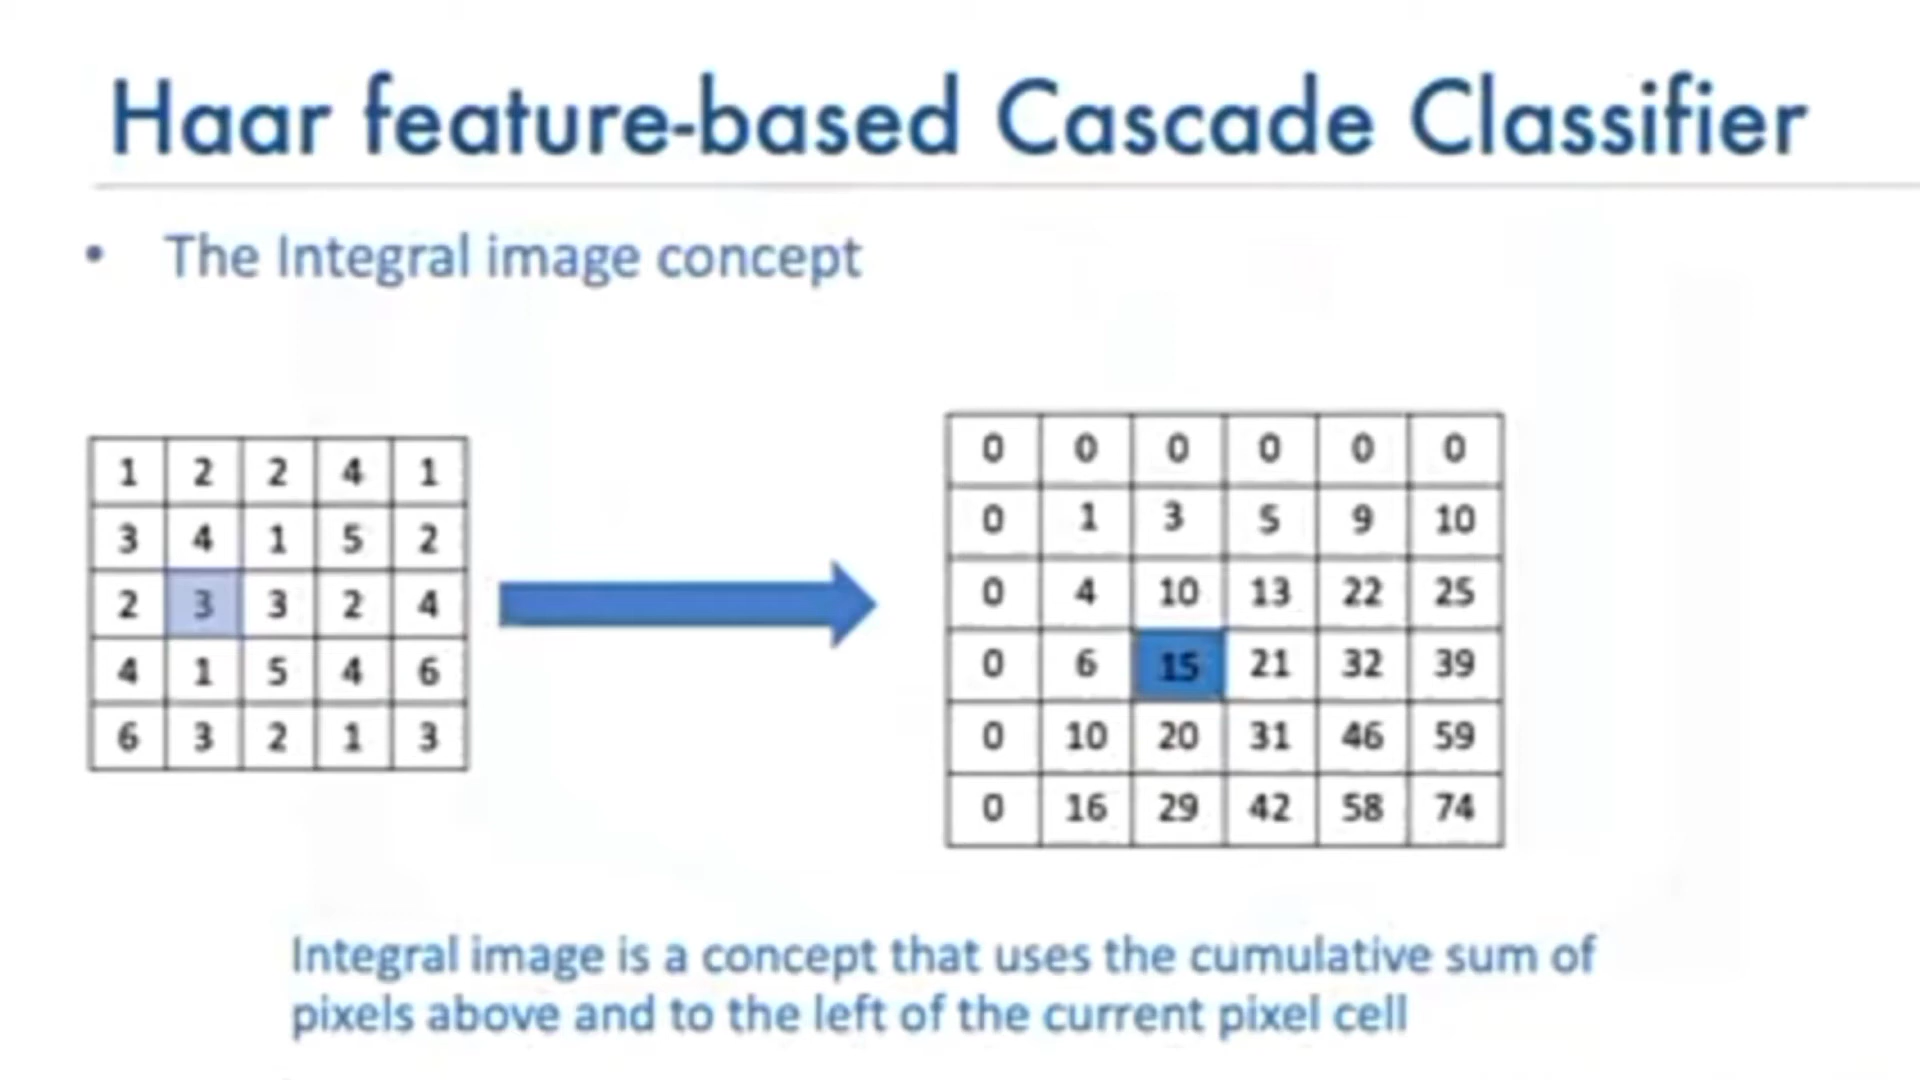 Haar feature-based Cascade Classifier
• The Integral image concept
1 2 2 4 1
3 4 1 5 2
2 3 3 2 4
4 1 5 4 6
6 3 2 1 3
0 0 0 0 0 0
0 1 3 5 9 10
0 4 10 13 22 25
0 6 15 21 32 39
0 10 20 31 46 59
0 16 29 42 58 74
Integral image is a concept that uses the cumulative sum of
pixels above and to the left of the current pixel cell